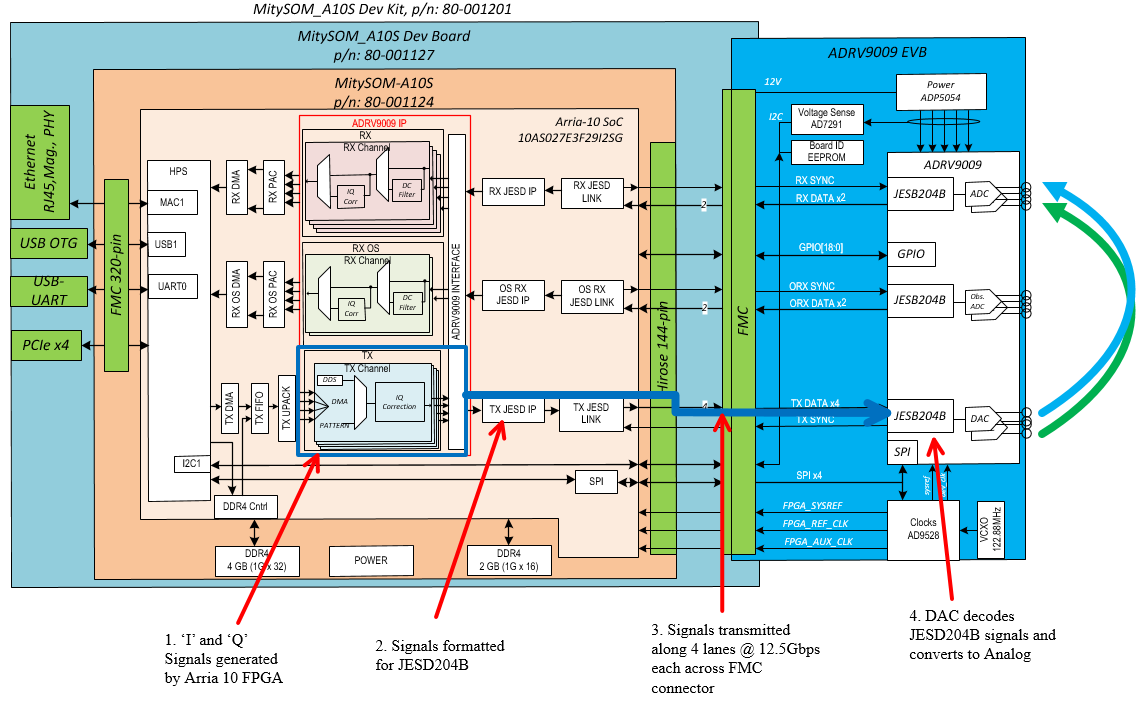 MitySOM_A10S Dev Kit, p/n: 80-001201
MitySOM_A10S Dev Board
p/n: 80-001127
MitySOM-A10S
p/n: 80-001124
Arria-10 SoC
10AS027E3F29I2SG
Ethernet
RJ45,Mag., PHY
USB OTG
USB-
UART
PCIe x4
FMC 320-pin
HPS
MAC1
USB1
UART0
I2C1
ADRV9009 IP
RX
RX Channel
IQ
Corr
DC
Filter
RX DMA
RX PAC
RX OS
RX Channel
IQ
Corr
DC
Filter
RX OS DMA
RX OS PAC
TX
TX Channel
DDS
DMA
PATTERN
IQ
Correction
TX DMA
TX FIFO
TX UPACK
ADRV9009 INTERFACE
RX JESD IP
RX JESD
LINK
2
OS RX
JESD IP
OS RX
JESD LINK
2
TX JESD IP
TX JESD
LINK
4
SPI
DDR4 Cntrl
DDR4
4 GB (1G x 32)
POWER
DDR4
2 GB (1G x 16)
Hirose 144-pin
FMC
ADRV9009 EVB
12V
Power
ADP5054
I2C
Voltage Sense
AD7291
Board ID
EEPROM
ADRV9009
RX SYNC
RX DATA x2
JESB204B
ADC
GPIO[18:0]
GPIO
ORX SYNC
ORX DATA x2
JESB204B
Obs.
ADC
TX DATA x4
TX SYNC
JESB204B
DAC
SPI
SPI x4
FPGA_SYSREF
FPGA_REF_CLK
FPGA_AUX_CLK
Clocks
AD9528
VCXO
122.88MHz
1. ‘I’ and ‘Q’
Signals generated
by Arria 10 FPGA
2. Signals formatted
for JESD204B
3. Signals transmitted
along 4 lanes @ 12.5Gbps
each across FMC
connector
4. DAC decodes
JESD204B signals and
converts to Analog